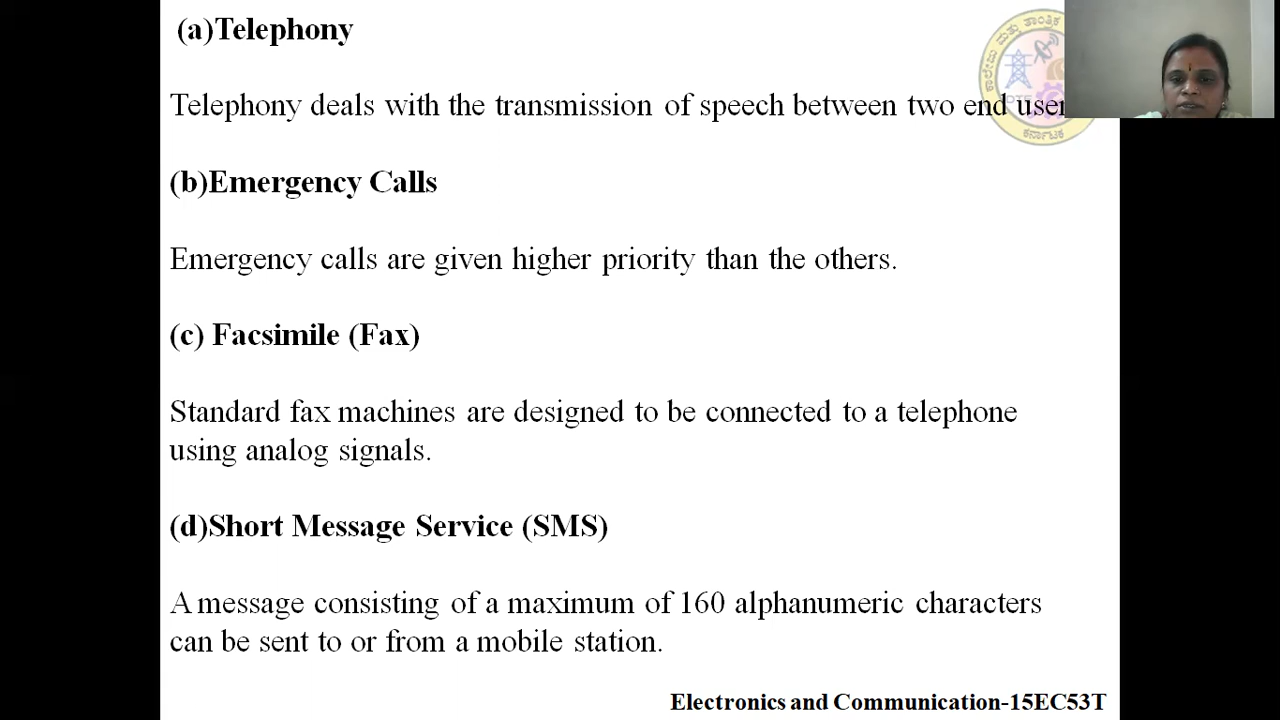 (a)Telephony
Telephony deals with the transmission of speech between two end
(b)Emergency Calls
Emergency calls are given higher priority than the others.
(c) Facsimile (Fax)
Standard fax machines are designed to be connected to a telephone
using analog signals.
(d)Short Message Service (SMS)
A message consisting of a maximum of 160 alphanumeric characters
can be sent to or from a mobile station.
Electronics and Communication-15EC53T